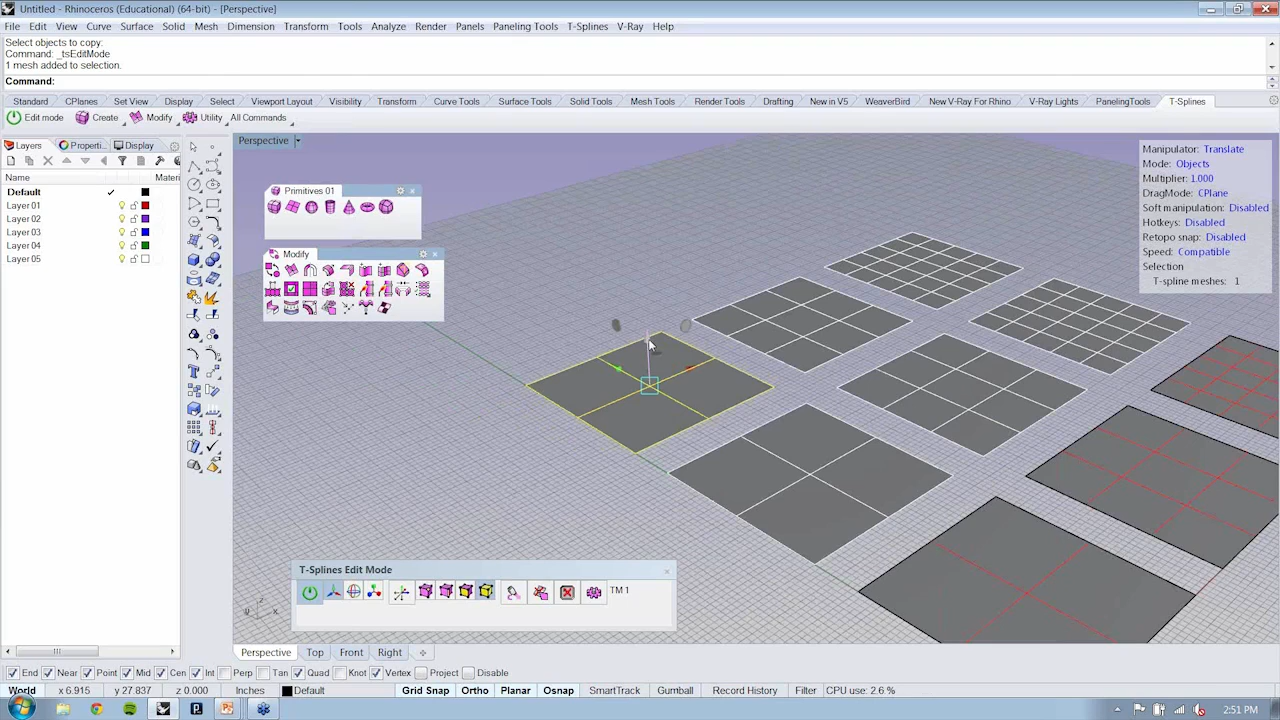 Untitled - Rhinoceros (Educational) (64-bit) - [Perspective]
File Edit View Curve Surface Solid Mesh Dimension Transform Tools Analyze Render Panels Paneling Tools T-Splines V-Ray Help
Select objects to copy:
Command: _tsEditMode
1 mesh added to selection.
Command:
Standard CPlanes Set View Display Select Viewport Layout Visibility Transform Curve Tools Surface Tools Solid Tools Mesh Tools Render Tools Drafting New in V5 WeaverBird New V-Ray For Rhino V-Ray Lights PanelingTools T-Splines
Edit mode Create Modify Utility All Commands
Layers Properti... Display
Perspective
Name Materi
Default
Layer 01
Layer 02
Layer 03
Layer 04
Layer 05
Primitives 01
Modify
Manipulator: Translate
Mode: Objects
Multiplier: 1.000
DragMode: CPlane
Soft manipulation: Disabled
Hotkeys: Disabled
Retopo snap: Disabled
Speed: Compatible
Selection
T-spline meshes: 1
T-Splines Edit Mode
TM 1
z
x
Perspective Top Front Right
End Near Point Mid Cen Int Perp Tan Quad Knot Vertex Project Disable
World x 6.915 y 27.837 z 0.000 Inches Default Grid Snap Ortho Planar Osnap SmartTrack Gumball Record History Filter CPU use: 2.6 %
2:51 PM